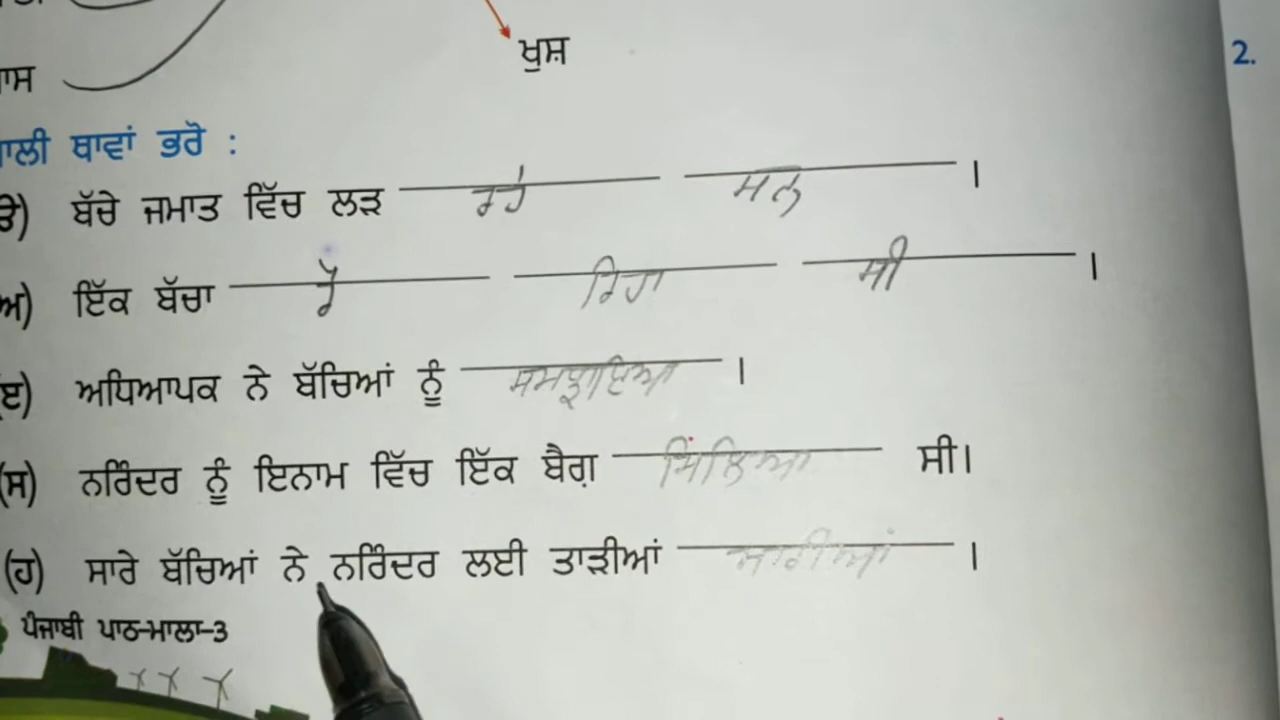 ਖੁਸ਼
2.
ਾਸ
ਾਲੀ ਥਾਵਾਂ ਭਰੋ :
ੳ) ਬੱਚੇ ਜਮਾਤ ਵਿੱਚ ਲੜ ਰਹੇ ਸਨ ।
ਅ) ਇੱਕ ਬੱਚਾ ਰੋ ਰਿਹਾ ਸੀ ।
(ੲ) ਅਧਿਆਪਕ ਨੇ ਬੱਚਿਆਂ ਨੂੰ ਸਮਝਾਇਆ ।
(ਸ) ਨਰਿੰਦਰ ਨੂੰ ਇਨਾਮ ਵਿੱਚ ਇੱਕ ਬੈਗ਼ ਮਿਲਿਆ ਸੀ।
(ਹ) ਸਾਰੇ ਬੱਚਿਆਂ ਨੇ ਨਰਿੰਦਰ ਲਈ ਤਾੜੀਆਂ ਮਾਰੀਆਂ ।
ਪੰਜਾਬੀ ਪਾਠ-ਮਾਲਾ-3